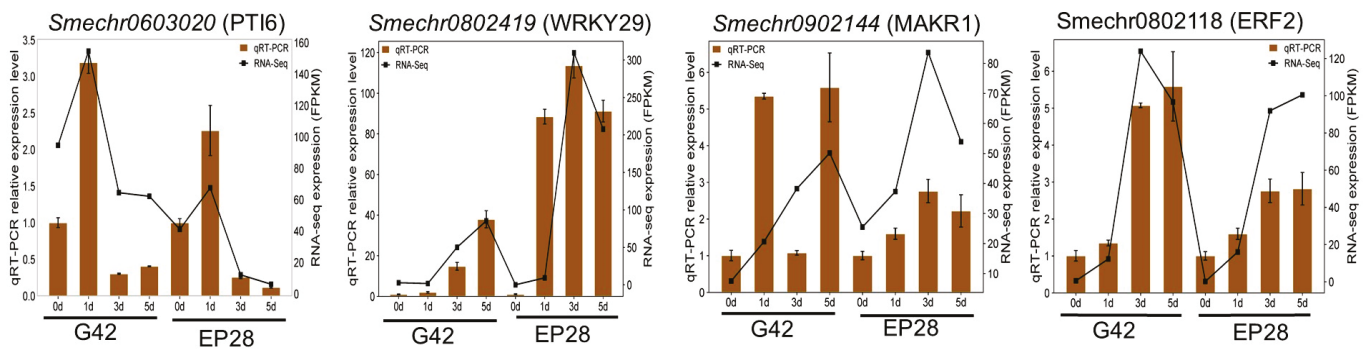 Smechr0603020 (PTI6)
3.5
3.0
2.5
2.0
1.5
1.0
0.5
0.0
qRT-PCR relative expression level
qRT-PCR
RNA-Seq
160
140
120
100
80
60
40
20
0
RNA-seq expression (FPKM)
0d 1d 3d 5d 0d 1d 3d 5d
G42 EP28
Smechr0802419 (WRKY29)
120
100
80
60
40
20
0
qRT-PCR relative expression level
qRT-PCR
RNA-Seq
300
250
200
150
100
50
0
RNA-seq expression (FPKM)
0d 1d 3d 5d 0d 1d 3d 5d
G42 EP28
Smechr0902144 (MAKR1)
6
5
4
3
2
1
0
qRT-PCR relative expression level
qRT-PCR
RNA-Seq
80
70
60
50
40
30
20
10
RNA-seq expression (FPKM)
0d 1d 3d 5d 0d 1d 3d 5d
G42 EP28
Smechr0802118 (ERF2)
6
5
4
3
2
1
0
qRT-PCR relative expression level
qRT-PCR
RNA-Seq
120
100
80
60
40
20
0
RNA-seq expression (FPKM)
0d 1d 3d 5d 0d 1d 3d 5d
G42 EP28